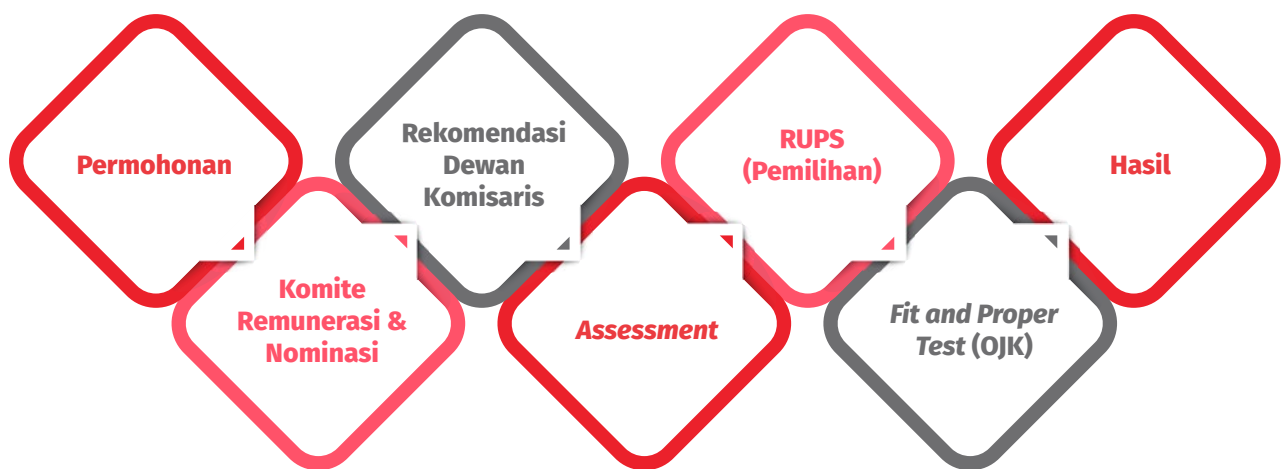 Permohonan
Komite
Remunerasi &
Nominasi
Rekomendasi
Dewan
Komisaris
Assessment
RUPS
(Pemilihan)
Fit and Proper
Test (OJK)
Hasil